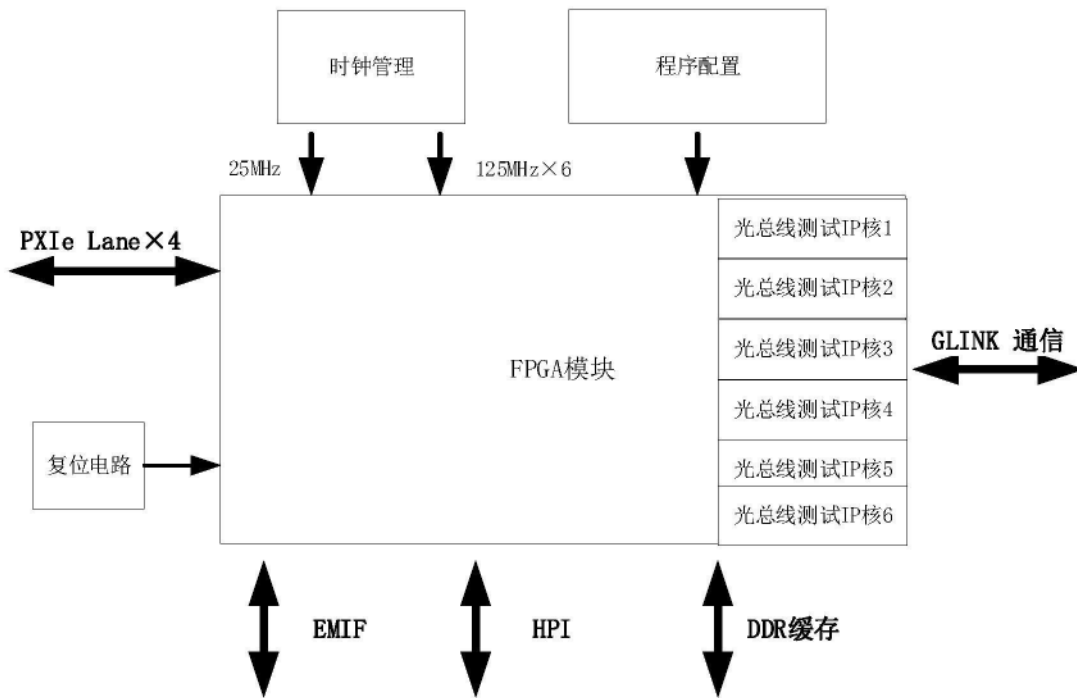 时钟管理
程序配置
25MHz
125MHz×6
PXIe Lane×4
光总线测试IP核1
光总线测试IP核2
光总线测试IP核3
光总线测试IP核4
光总线测试IP核5
光总线测试IP核6
GLINK 通信
FPGA模块
复位电路
EMIF
HPI
DDR缓存